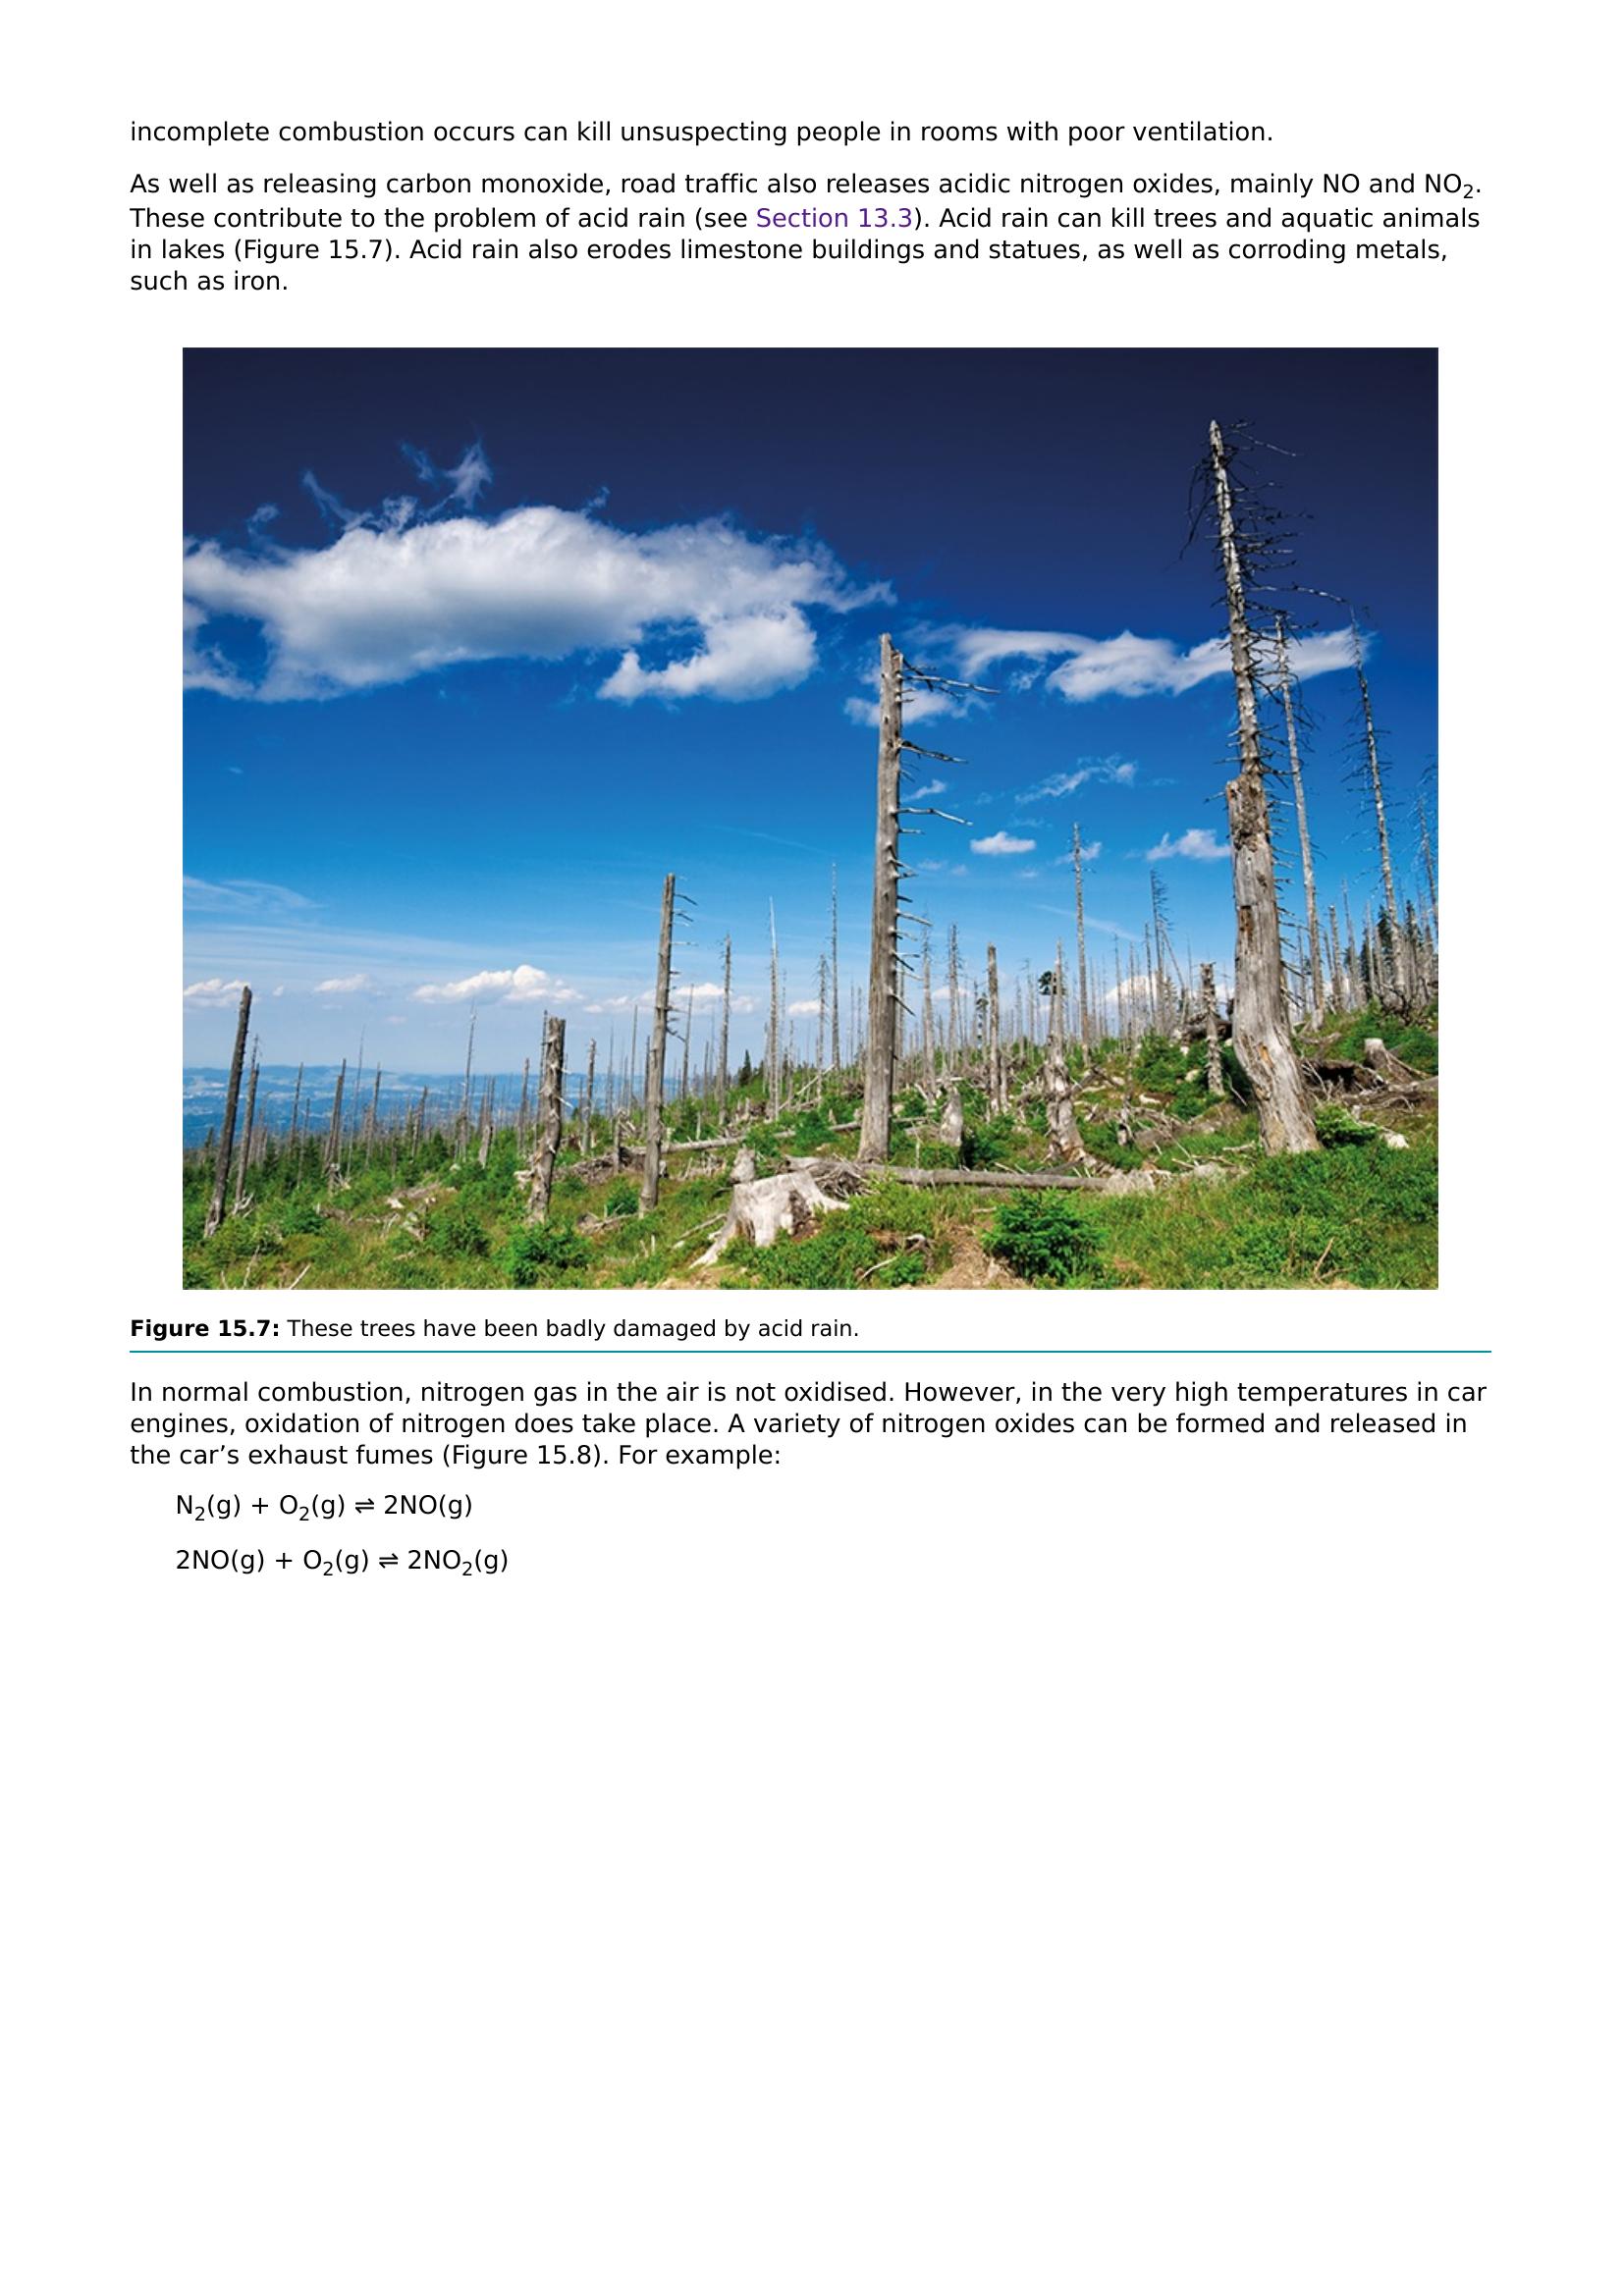 incomplete combustion occurs can kill unsuspecting people in rooms with poor ventilation.
As well as releasing carbon monoxide, road traffic also releases acidic nitrogen oxides, mainly NO and NO₂.
These contribute to the problem of acid rain (see Section 13.3). Acid rain can kill trees and aquatic animals
in lakes (Figure 15.7). Acid rain also erodes limestone buildings and statues, as well as corroding metals,
such as iron.
Figure 15.7: These trees have been badly damaged by acid rain.
In normal combustion, nitrogen gas in the air is not oxidised. However, in the very high temperatures in car
engines, oxidation of nitrogen does take place. A variety of nitrogen oxides can be formed and released in
the car’s exhaust fumes (Figure 15.8). For example:
N₂(g) + O₂(g) ⇌ 2NO(g)
2NO(g) + O₂(g) ⇌ 2NO₂(g)